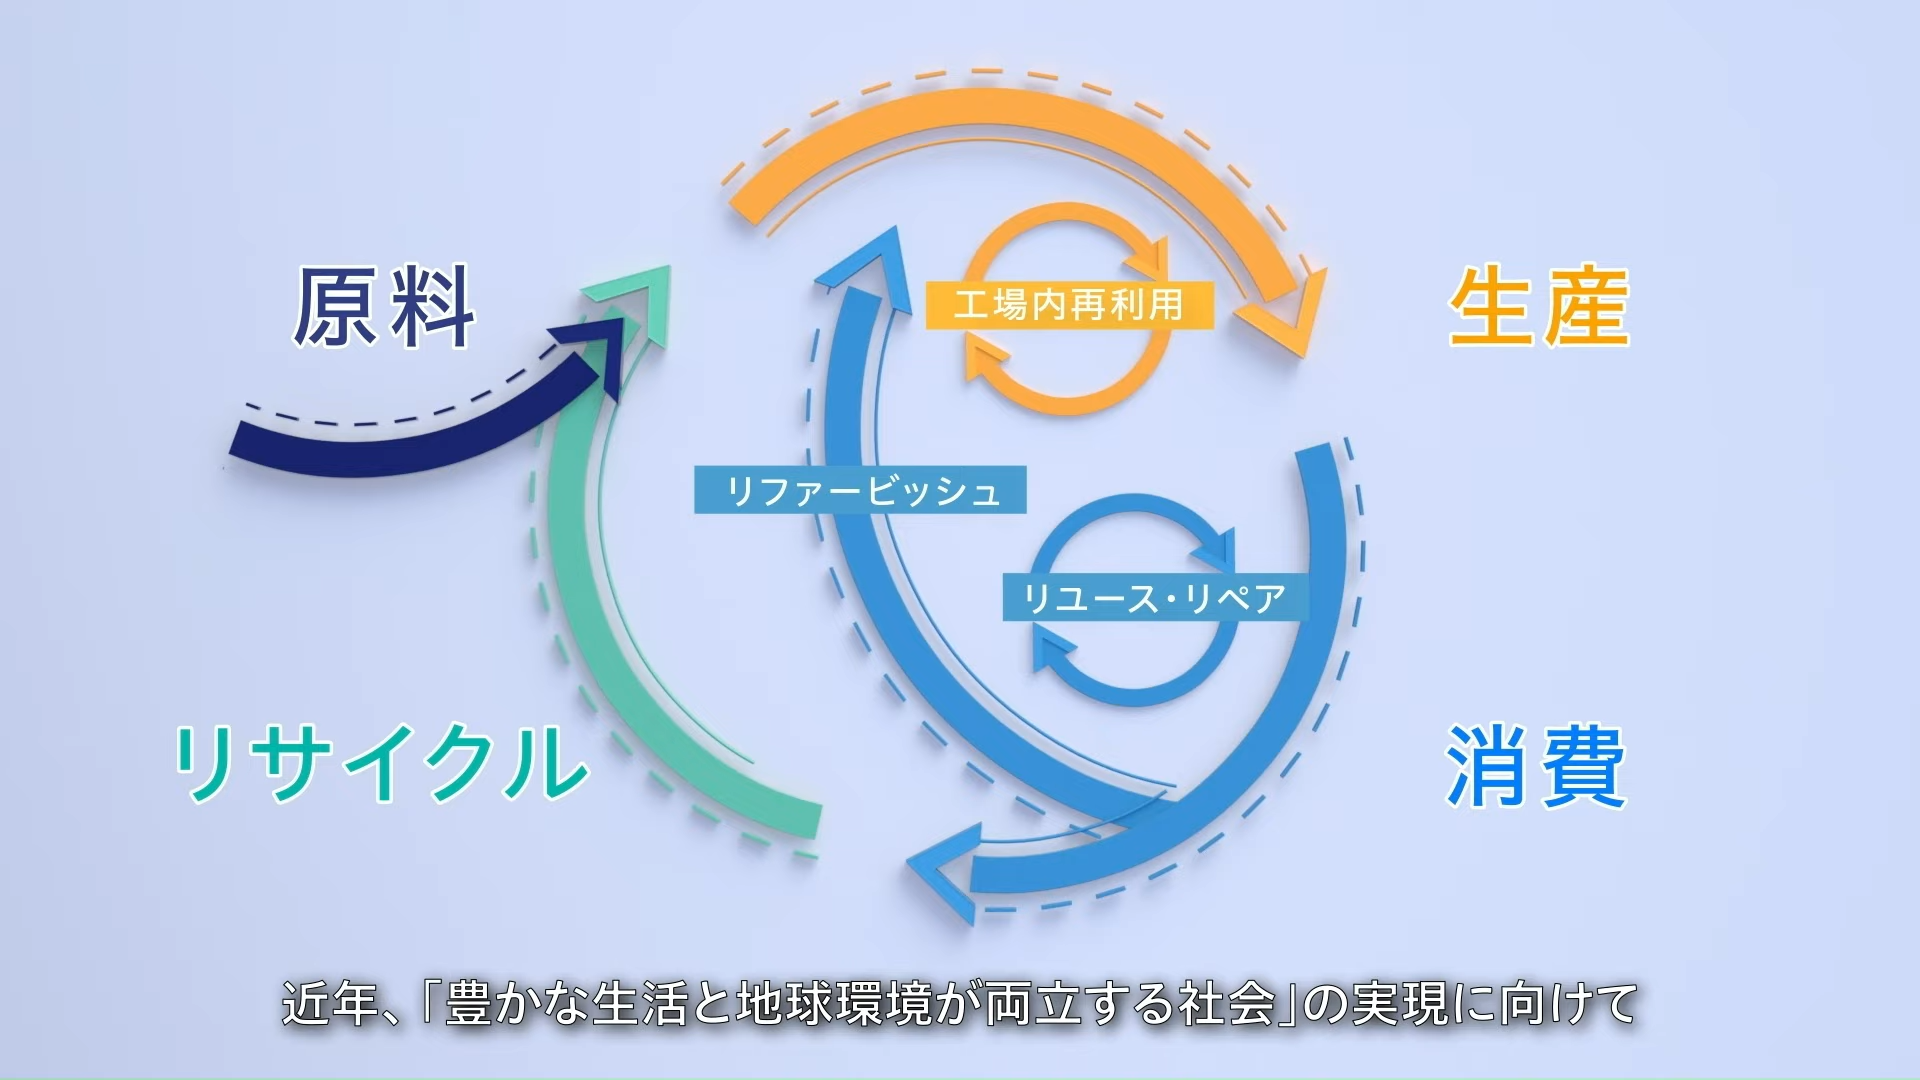 原料
生産
工場内再利用
リファービッシュ
リユース・リペア
リサイクル
消費
近年、「豊かな生活と地球環境が両立する社会」の実現に向けて